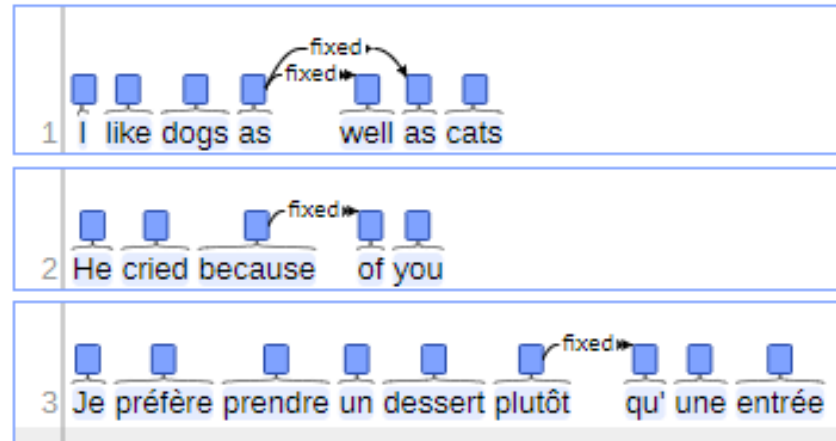 fixed
fixed
1 I like dogs as well as cats
fixed
2 He cried because of you
fixed
3 Je préfère prendre un dessert plutôt qu' une entrée